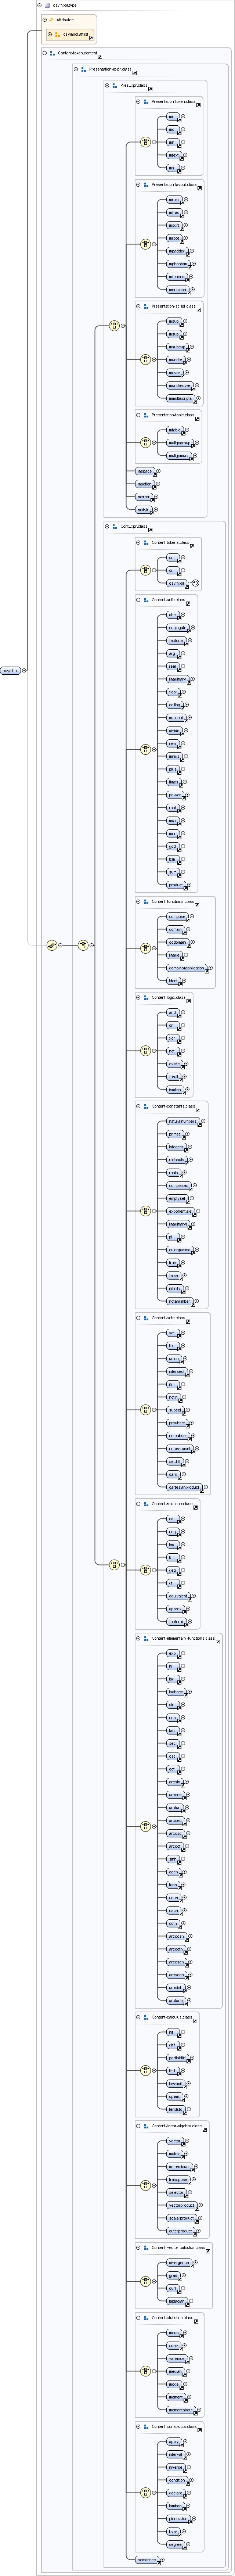 csymbol.type
Attributes
csymbol.attlist
Content-token.content
Presentation-expr.class
PresExpr.class
Presentation-token.class
mi
mo
mn
mtext
ms
Presentation-layout.class
mrow
mfrac
msqrt
mroot
mpadded
mphantom
mfenced
menclose
Presentation-script.class
msub
msup
msubsup
munder
mover
munderover
mmultiscripts
Presentation-table.class
mtable
maligngroup
malignmark
mspace
maction
merror
mstyle
ContExpr.class
Content-tokens.class
cn
ci
csymbol
Content-arith.class
abs
conjugate
factorial
arg
real
imaginary
floor
ceiling
quotient
divide
rem
minus
plus
times
power
root
max
min
gcd
lcm
sum
product
csymbol
Content-functions.class
compose
domain
codomain
image
domainofapplication
ident
Content-logic.class
and
or
xor
not
exists
forall
implies
Content-constants.class
naturalnumbers
primes
integers
rationals
reals
complexes
emptyset
exponentiale
imaginaryi
pi
eulergamma
true
false
infinity
notanumber
Content-sets.class
set
list
union
intersect
in
notin
subset
prsubset
notsubset
notprsubset
setdiff
card
cartesianproduct
Content-relations.class
eq
neq
leq
lt
geq
gt
equivalent
approx
factorof
Content-elementary-functions.class
exp
ln
log
logbase
sin
cos
tan
sec
csc
cot
arcsin
arccos
arctan
arcsec
arccsc
arccot
sinh
cosh
tanh
sech
csch
coth
arccosh
arccoth
arccsch
arcsech
arcsinh
arctanh
Content-calculus.class
int
diff
partialdiff
limit
lowlimit
uplimit
tendsto
Content-linear-algebra.class
vector
matrix
determinant
transpose
selector
vectorproduct
scalarproduct
outerproduct
Content-vector-calculus.class
divergence
grad
curl
laplacian
Content-statistics.class
mean
sdev
variance
median
mode
moment
momentabout
Content-constructs.class
apply
interval
inverse
condition
declare
lambda
piecewise
bvar
degree
semantics